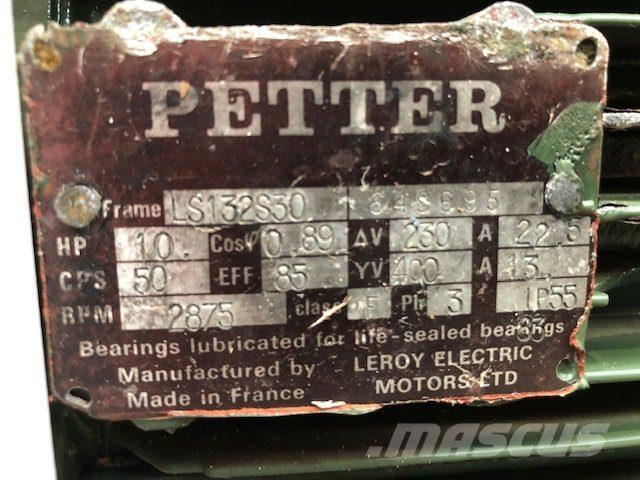 PETTER
Frame LS132S30 64S695
HP 10. Cosφ 0.89 ΔV 230 A 22,5
CPS 50 EFF 85 YV 400 A 13.
RPM 2875 class F Ph 3 IP55
Bearings lubricated for life-sealed bearings
Manufactured by LEROY ELECTRIC
Made in France MOTORS LTD
MASCUS